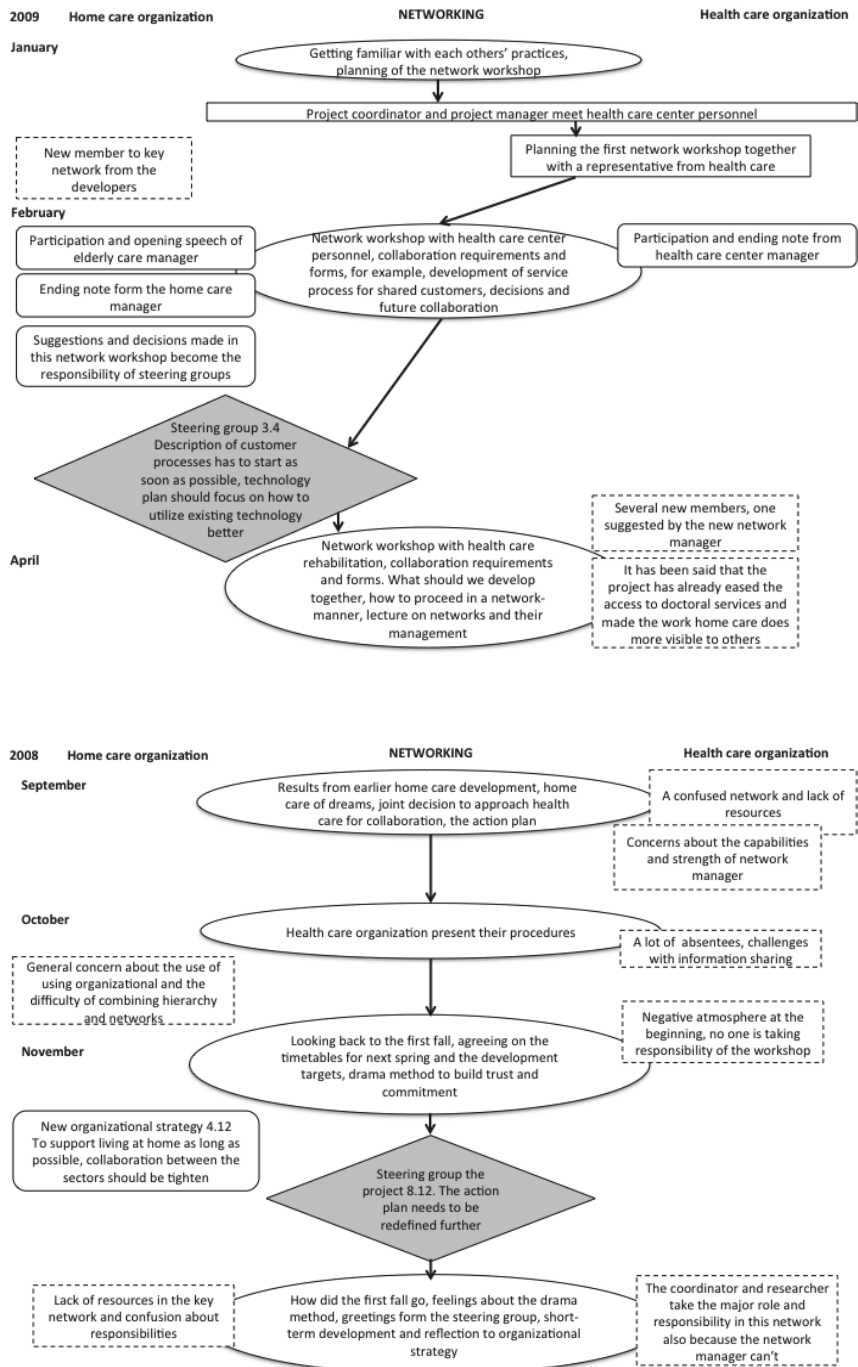 2009 Home care organization NETWORKING Health care organization
January
Getting familiar with each others' practices,
planning of the network workshop
Project coordinator and project manager meet health care center personnel
New member to key
network from the
developers
Planning the first network workshop together
with a representative from health care
February
Participation and opening speech of
elderly care manager
Ending note form the home care
manager
Suggestions and decisions made in
this network workshop become the
responsibility of steering groups
Network workshop with health care center
personnel, collaboration requirements and
forms, for example, development of service
process for shared customers, decisions and
future collaboration
Participation and ending note from
health care center manager
Steering group 3.4
Description of customer
processes has to start as
soon as possible, technology
plan should focus on how to
utilize existing technology
better
April
Network workshop with health care
rehabilitation, collaboration requirements
and forms. What should we develop
together, how to proceed in a network-
manner, lecture on networks and their
management
Several new members, one
suggested by the new network
manager
It has been said that the
project has already eased the
access to doctoral services and
made the work home care does
more visible to others
2008 Home care organization NETWORKING Health care organization
September
Results from earlier home care development, home
care of dreams, joint decision to approach health
care for collaboration, the action plan
A confused network and lack of
resources
Concerns about the capabilities
and strength of network
manager
October
Health care organization present their procedures
A lot of absentees, challenges
with information sharing
General concern about the use of
using organizational and the
difficulty of combining hierarchy
and networks
November
Looking back to the first fall, agreeing on the
timetables for next spring and the development
targets, drama method to build trust and
commitment
Negative atmosphere at the
beginning, no one is taking
responsibility of the workshop
New organizational strategy 4.12
To support living at home as long as
possible, collaboration between the
sectors should be tighten
Steering group the
project 8.12. The action
plan needs to be
redefined further
Lack of resources in the key
network and confusion about
responsibilities
How did the first fall go, feelings about the drama
method, greetings form the steering group, short-
term development and reflection to organizational
strategy
The coordinator and researcher
take the major role and
responsibility in this network
also because the network
manager can't